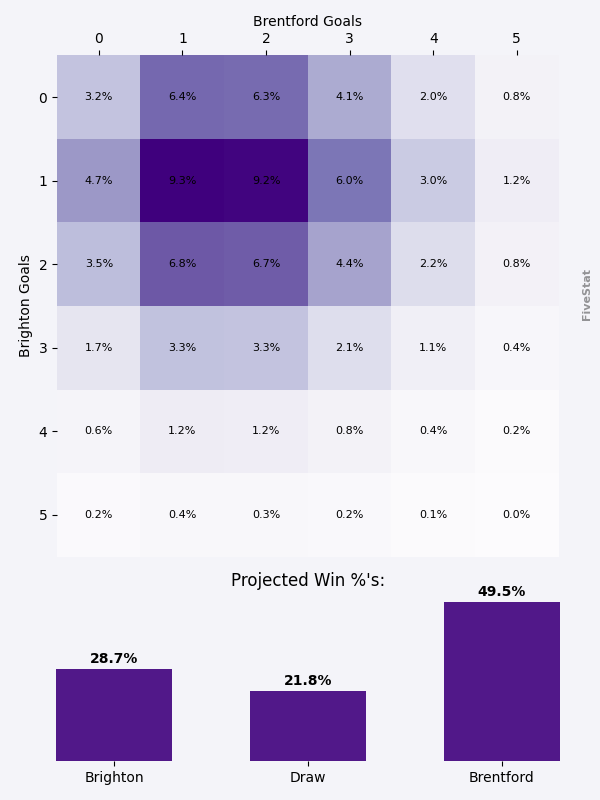 Brentford Goals
0 1 2 3 4 5
0 3.2% 6.4% 6.3% 4.1% 2.0% 0.8%
1 4.7% 9.3% 9.2% 6.0% 3.0% 1.2%
2 3.5% 6.8% 6.7% 4.4% 2.2% 0.8%
3 1.7% 3.3% 3.3% 2.1% 1.1% 0.4%
4 0.6% 1.2% 1.2% 0.8% 0.4% 0.2%
5 0.2% 0.4% 0.3% 0.2% 0.1% 0.0%
Brighton Goals
FiveStat
Projected Win %'s:
28.7% 21.8% 49.5%
Brighton Draw Brentford